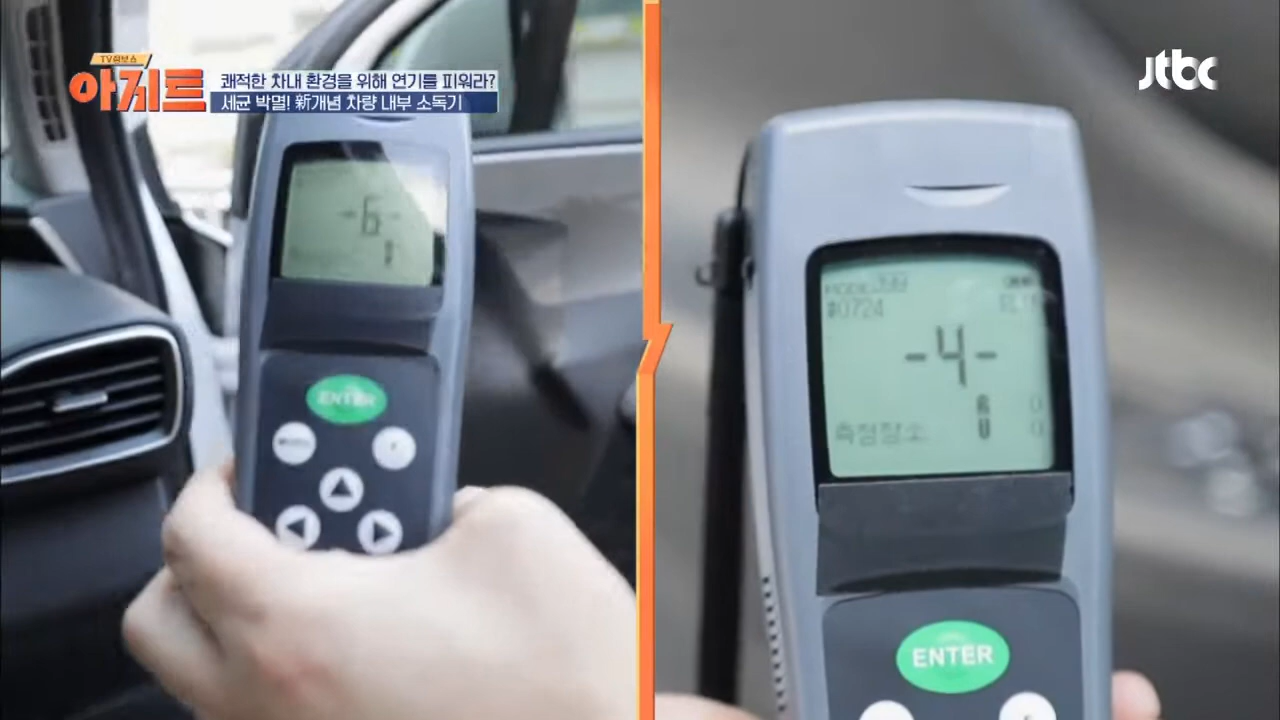 TV정보쇼
아지트
쾌적한 차내 환경을 위해 연기를 피워라?
세균 박멸! 新개념 차량 내부 소독기
jtbc
-6-
ENTER
#0724
-4-
측정장소
ENTER